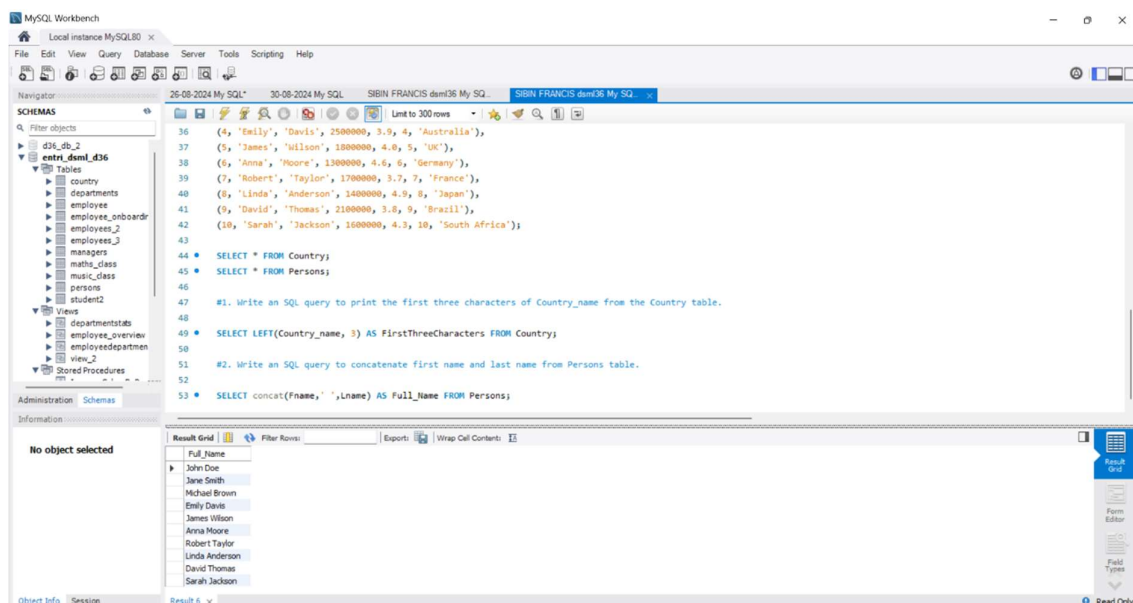 MySQL Workbench
Local instance MySQL80 ×
File Edit View Query Database Server Tools Scripting Help
Navigator
SCHEMAS
Filter objects
d36_db_2
entri_dsml_d36
Tables
country
departments
employee
employee_onboardir
employees_2
employees_3
managers
maths_class
music_class
persons
student2
Views
departmentstats
employee_overview
employeedepartmen
view_2
Stored Procedures
Administration Schemas
Information
No object selected
Object Info Session
26-08-2024 My SQL* 30-08-2024 My SQL SIBIN FRANCIS dsml36 My SQ... SIBIN FRANCIS dsml36 My SQ... ×
Limit to 300 rows
36 (4, 'Emily', 'Davis', 2500000, 3.9, 4, 'Australia'),
37 (5, 'James', 'Wilson', 1800000, 4.0, 5, 'UK'),
38 (6, 'Anna', 'Moore', 1300000, 4.6, 6, 'Germany'),
39 (7, 'Robert', 'Taylor', 1700000, 3.7, 7, 'France'),
40 (8, 'Linda', 'Anderson', 1400000, 4.9, 8, 'Japan'),
41 (9, 'David', 'Thomas', 2100000, 3.8, 9, 'Brazil'),
42 (10, 'Sarah', 'Jackson', 1600000, 4.3, 10, 'South Africa');
43
44 SELECT * FROM Country;
45 SELECT * FROM Persons;
46
47 #1. Write an SQL query to print the first three characters of Country_name from the Country table.
48
49 SELECT LEFT(Country_name, 3) AS FirstThreeCharacters FROM Country;
50
51 #2. Write an SQL query to concatenate first name and last name from Persons table.
52
53 SELECT concat(Fname,' ',Lname) AS Full_Name FROM Persons;
Result Grid Filter Rows: Export: Wrap Cell Content: IA
Full_Name
John Doe
Jane Smith
Michael Brown
Emily Davis
James Wilson
Anna Moore
Robert Taylor
Linda Anderson
David Thomas
Sarah Jackson
Result 6 ×
Result
Grid
Form
Editor
Field
Types
Read Only